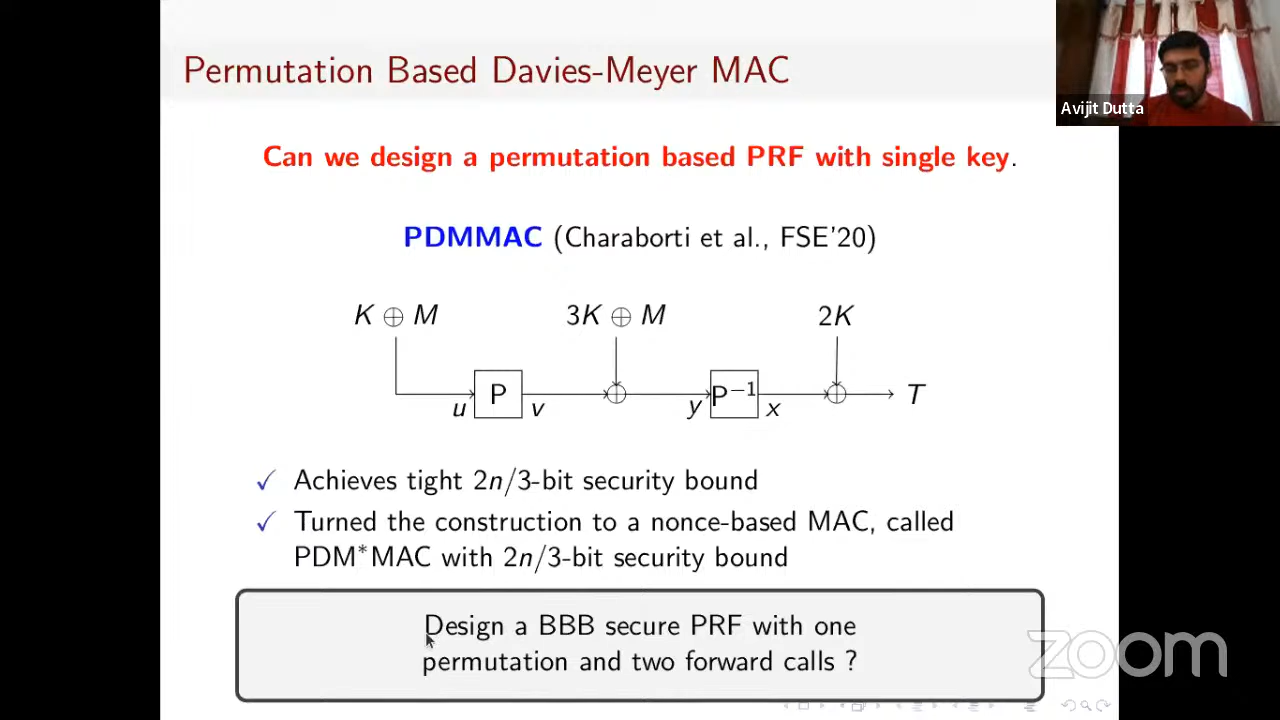 Permutation Based Davies-Meyer MAC
Avijit Dutta
Can we design a permutation based PRF with single key.
PDMMAC (Charaborti et al., FSE'20)
K ⊕ M 3K ⊕ M 2K
P P⁻¹ T
u v y x
✓ Achieves tight 2n/3-bit security bound
✓ Turned the construction to a nonce-based MAC, called
PDM*MAC with 2n/3-bit security bound
Design a BBB secure PRF with one
permutation and two forward calls ?
zoom